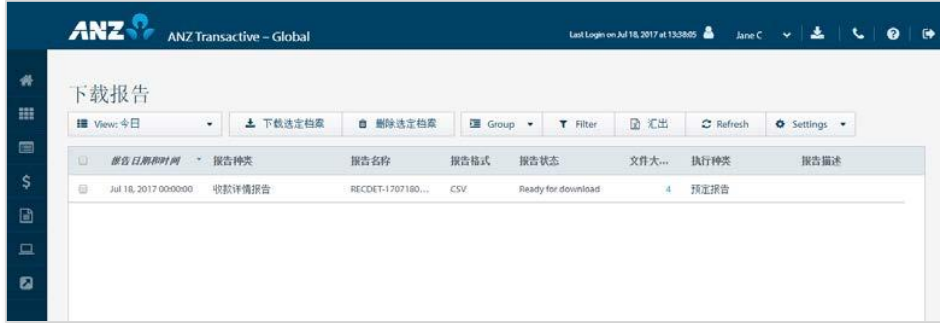 ANZ ANZ Transactive – Global Last Login on Jul 18, 2017 at 13:38:05 Jane C
下载报告
View: 今日 下载选定档案 删除选定档案 Group Filter 汇出 Refresh Settings
报告日期和时间 报告种类 报告名称 报告格式 报告状态 文件大... 执行种类 报告描述
Jul 18, 2017 00:00:00 收款详情报告 RECDET-1707180... CSV Ready for download 4 预定报告